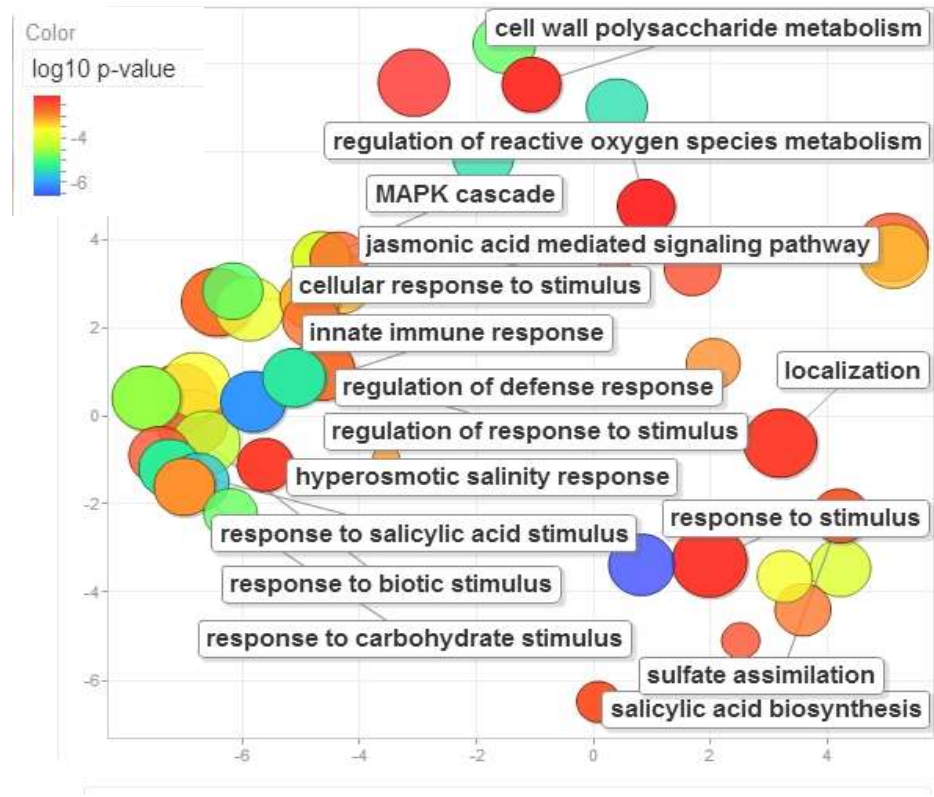 Color
log10 p-value
-4
-6
cell wall polysaccharide metabolism
regulation of reactive oxygen species metabolism
MAPK cascade
4
jasmonic acid mediated signaling pathway
cellular response to stimulus
2
innate immune response
localization
regulation of defense response
0
regulation of response to stimulus
hyperosmotic salinity response
-2
response to stimulus
response to salicylic acid stimulus
response to biotic stimulus
-4
response to carbohydrate stimulus
sulfate assimilation
-6
salicylic acid biosynthesis
-6 -4 -2 0 2 4